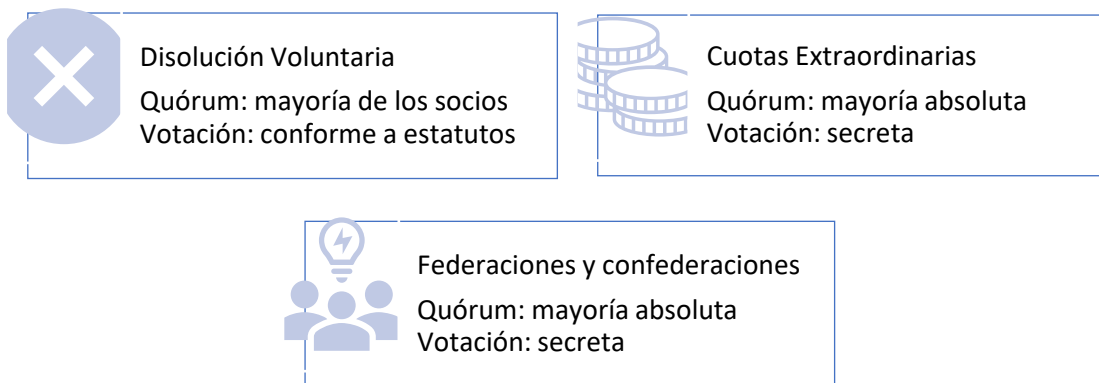 Disolución Voluntaria
Quórum: mayoría de los socios
Votación: conforme a estatutos
Cuotas Extraordinarias
Quórum: mayoría absoluta
Votación: secreta
Federaciones y confederaciones
Quórum: mayoría absoluta
Votación: secreta